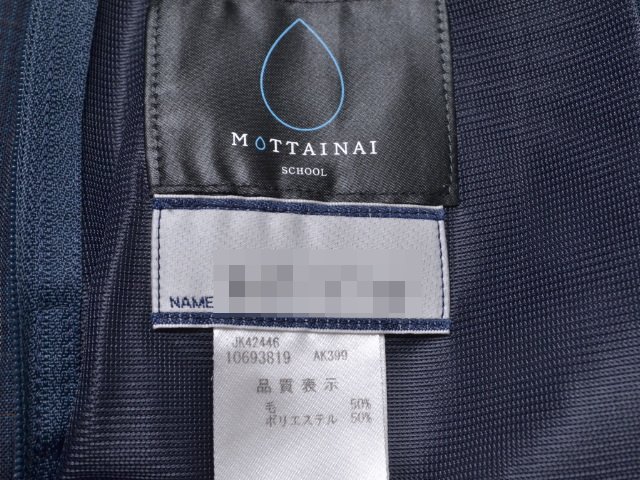 MOTTAINAI
SCHOOL
NAME
JK42446
10693819 AK399
品質表示
毛 50%
ポリエステル 50%